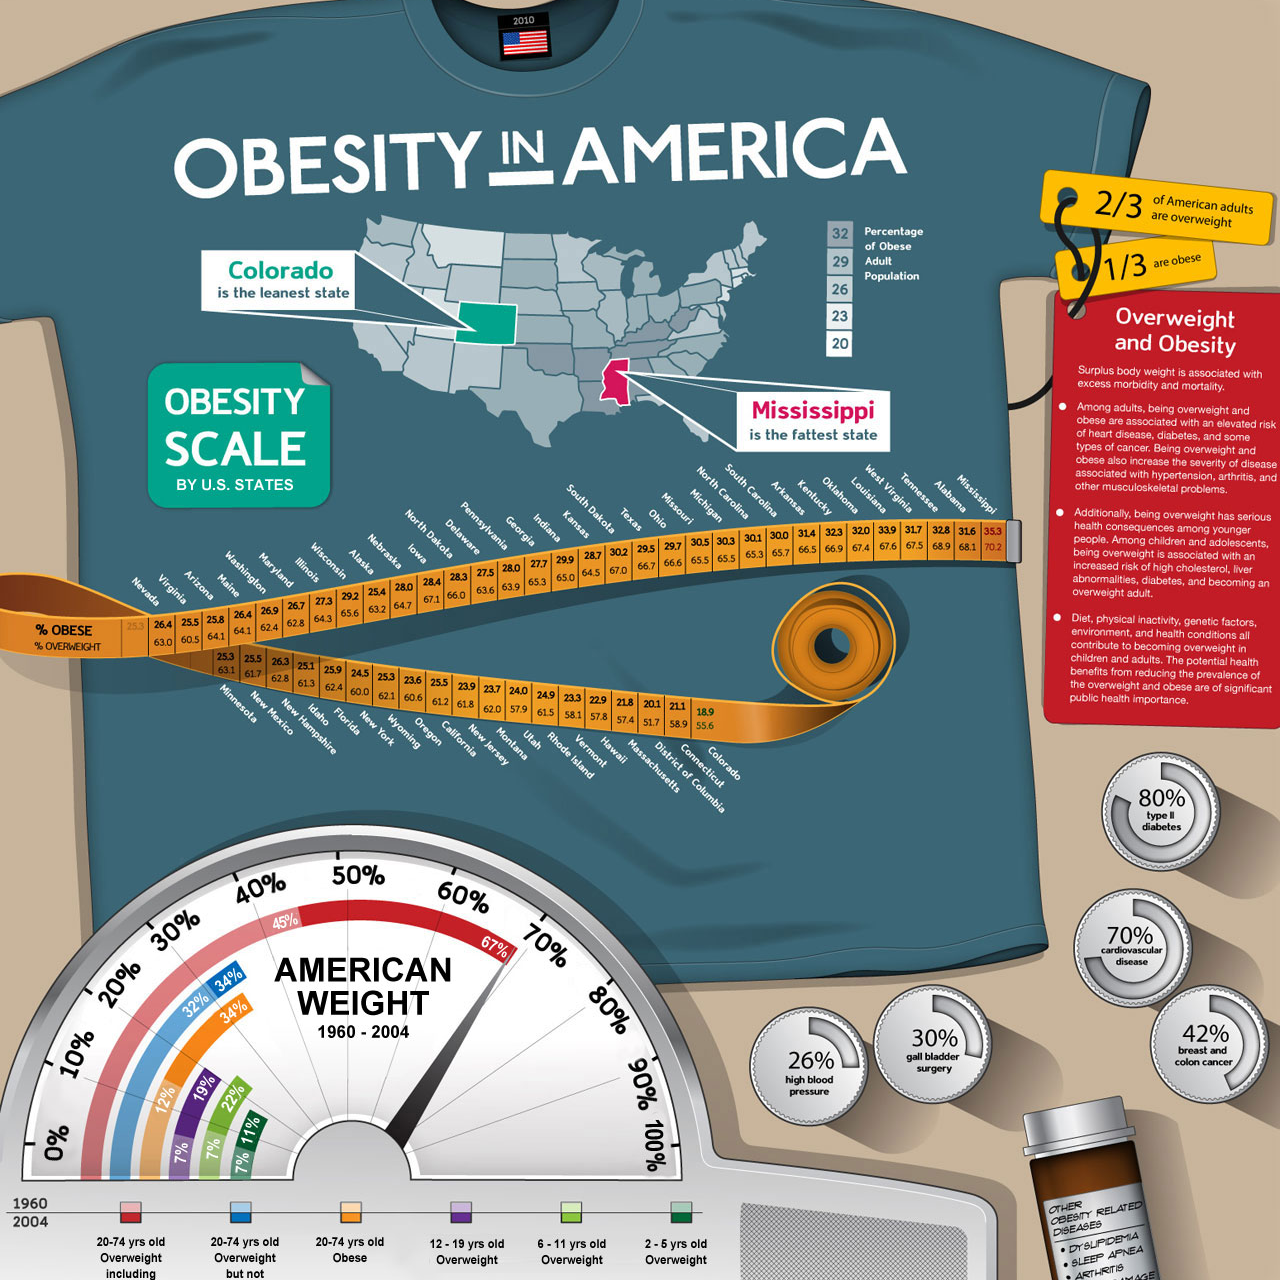 2010
OBESITY IN AMERICA
2/3 of American adults
are overweight
1/3 are obese
Colorado
is the leanest state
32
29
26
23
20
Percentage
of Obese
Adult
Population
Mississippi
is the fattest state
OBESITY
SCALE
BY U.S. STATES
Overweight
and Obesity
Surplus body weight is associated with
excess morbidity and mortality.
Among adults, being overweight and
obese are associated with an elevated risk
of heart disease, diabetes, and some
types of cancer. Being overweight and
obese also increase the severity of disease
associated with hypertension, arthritis, and
other musculoskeletal problems.
Additionally, being overweight has serious
health consequences among younger
people. Among children and adolescents,
being overweight is associated with an
increased risk of high cholesterol, liver
abnormalities, diabetes, and becoming an
overweight adult.
Diet, physical inactivity, genetic factors,
environment, and health conditions all
contribute to becoming overweight in
children and adults. The potential health
benefits from reducing the prevalence of
the overweight and obese are of significant
public health importance.
Nevada
Virginia
Arizona
Maine
Washington
Maryland
Illinois
Wisconsin
Alaska
Nebraska
Iowa
North Dakota
Delaware
Pennsylvania
Georgia
Indiana
Kansas
South Dakota
Texas
Ohio
Missouri
Michigan
North Carolina
South Carolina
Arkansas
Kentucky
Oklahoma
Louisiana
West Virginia
Tennessee
Alabama
Mississippi
% OBESE
25.3 26.4 25.5 25.8 26.4 26.9 26.7 27.3 29.2 25.4 28.0 28.4 28.3 27.5 28.0 27.7 29.9 28.7 30.2 29.5 29.7 30.5 30.3 30.1 30.0 31.4 32.3 32.0 33.9 31.7 32.8 31.6 35.3
% OVERWEIGHT
63.0 60.5 64.1 64.1 62.4 62.8 64.3 65.6 63.2 64.7 67.1 66.0 63.6 63.9 65.3 65.0 64.5 67.0 66.7 66.6 65.5 65.5 65.3 65.7 66.5 66.9 67.4 67.6 67.5 68.9 68.1 70.2
25.3 25.5 26.3 25.1 25.9 24.5 25.3 23.6 25.5 23.9 23.7 24.0 24.9 23.3 22.9 21.8 20.1 21.1 18.9
63.1 61.7 62.8 61.3 62.4 60.0 62.1 60.6 61.2 61.8 62.0 57.9 61.5 58.1 57.8 57.4 51.7 58.9 55.6
Minnesota
New Mexico
New Hampshire
Idaho
Florida
New York
Wyoming
Oregon
California
New Jersey
Montana
Utah
Rhode Island
Vermont
Hawaii
Massachusetts
District of Columbia
Connecticut
Colorado
80%
type II
diabetes
70%
cardiovascular
disease
42%
breast and
colon cancer
30%
gall bladder
surgery
26%
high blood
pressure
0%
10%
20%
30%
40%
50%
60%
70%
80%
90%
100%
AMERICAN
WEIGHT
1960 - 2004
45%
67%
32%
34%
12%
34%
7%
19%
7%
22%
7%
11%
1960
2004
20-74 yrs old
Overweight
including
20-74 yrs old
Overweight
but not
20-74 yrs old
Obese
12 - 19 yrs old
Overweight
6 - 11 yrs old
Overweight
2 - 5 yrs old
Overweight
OTHER
OBESITY RELATED
DISEASES
• DYSLIPIDEMIA
• SLEEP APNEA
• ARTHRITIS